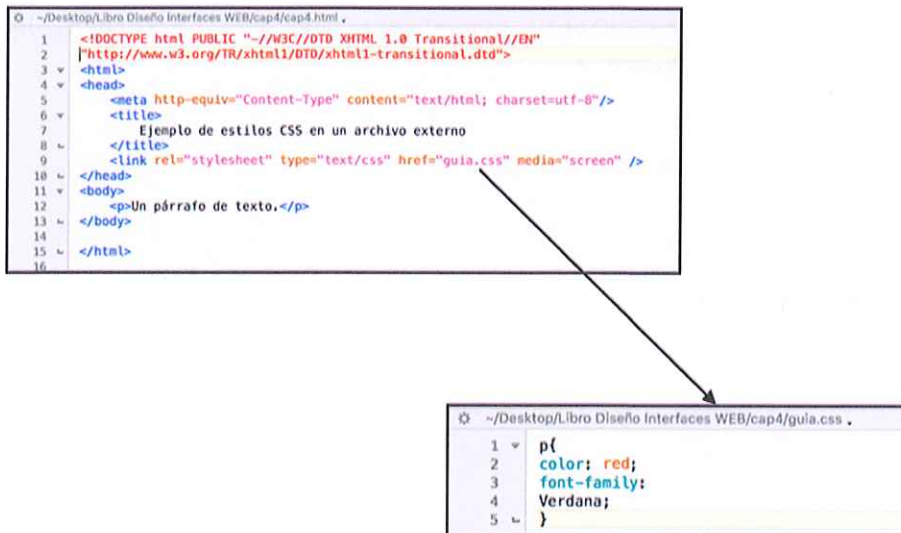 ~/Desktop/Libro Diseño Interfaces WEB/cap4/cap4.html
1 <!DOCTYPE html PUBLIC "-//W3C//DTD XHTML 1.0 Transitional//EN"
2 "http://www.w3.org/TR/xhtml1/DTD/xhtml1-transitional.dtd">
3 <html>
4 <head>
5 <meta http-equiv="Content-Type" content="text/html; charset=utf-8"/>
6 <title>
7 Ejemplo de estilos CSS en un archivo externo
8 </title>
9 <link rel="stylesheet" type="text/css" href="guia.css" media="screen" />
10 </head>
11 <body>
12 <p>Un párrafo de texto.</p>
13 </body>
14
15 </html>
16
~/Desktop/Libro Diseño Interfaces WEB/cap4/guia.css
1 p{
2 color: red;
3 font-family:
4 Verdana;
5 }